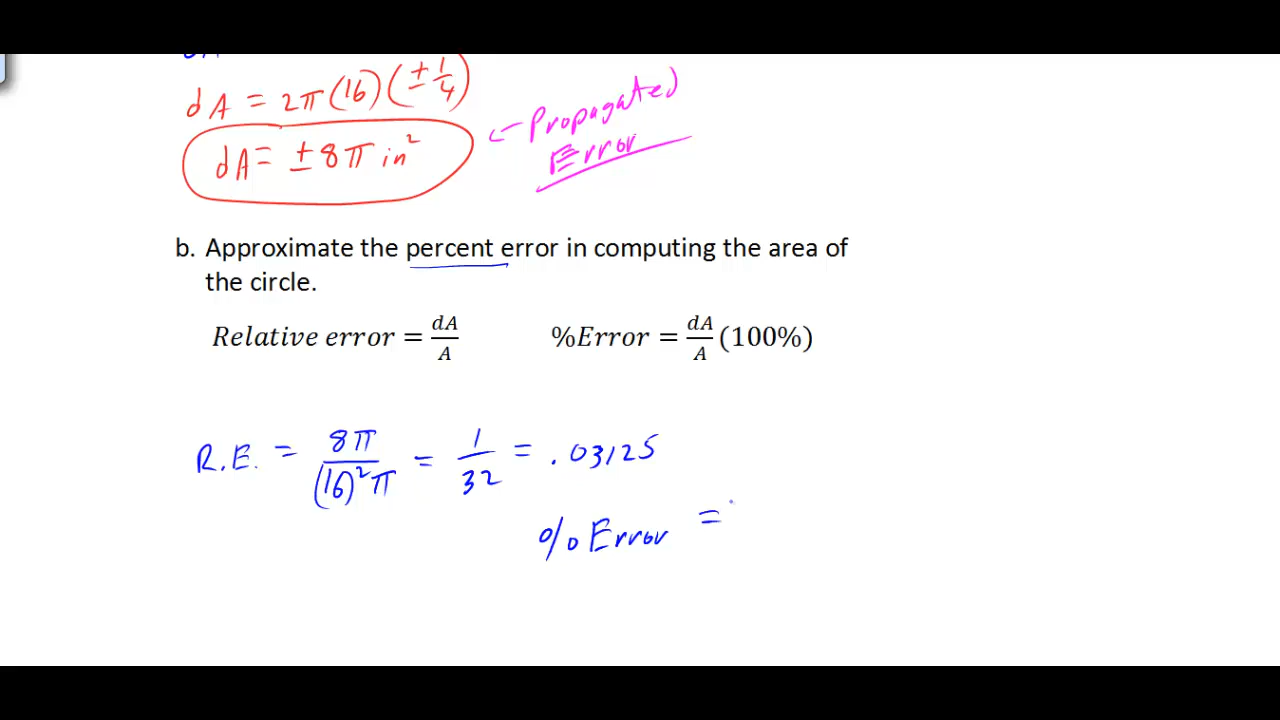 dA = 2π(16)(±1/4)
dA = ±8π in² ← Propagated Error
b. Approximate the percent error in computing the area of
the circle.
Relative error = dA/A %Error = dA/A (100%)
R.E. = 8π/(16)²π = 1/32 = .03125
% Error =